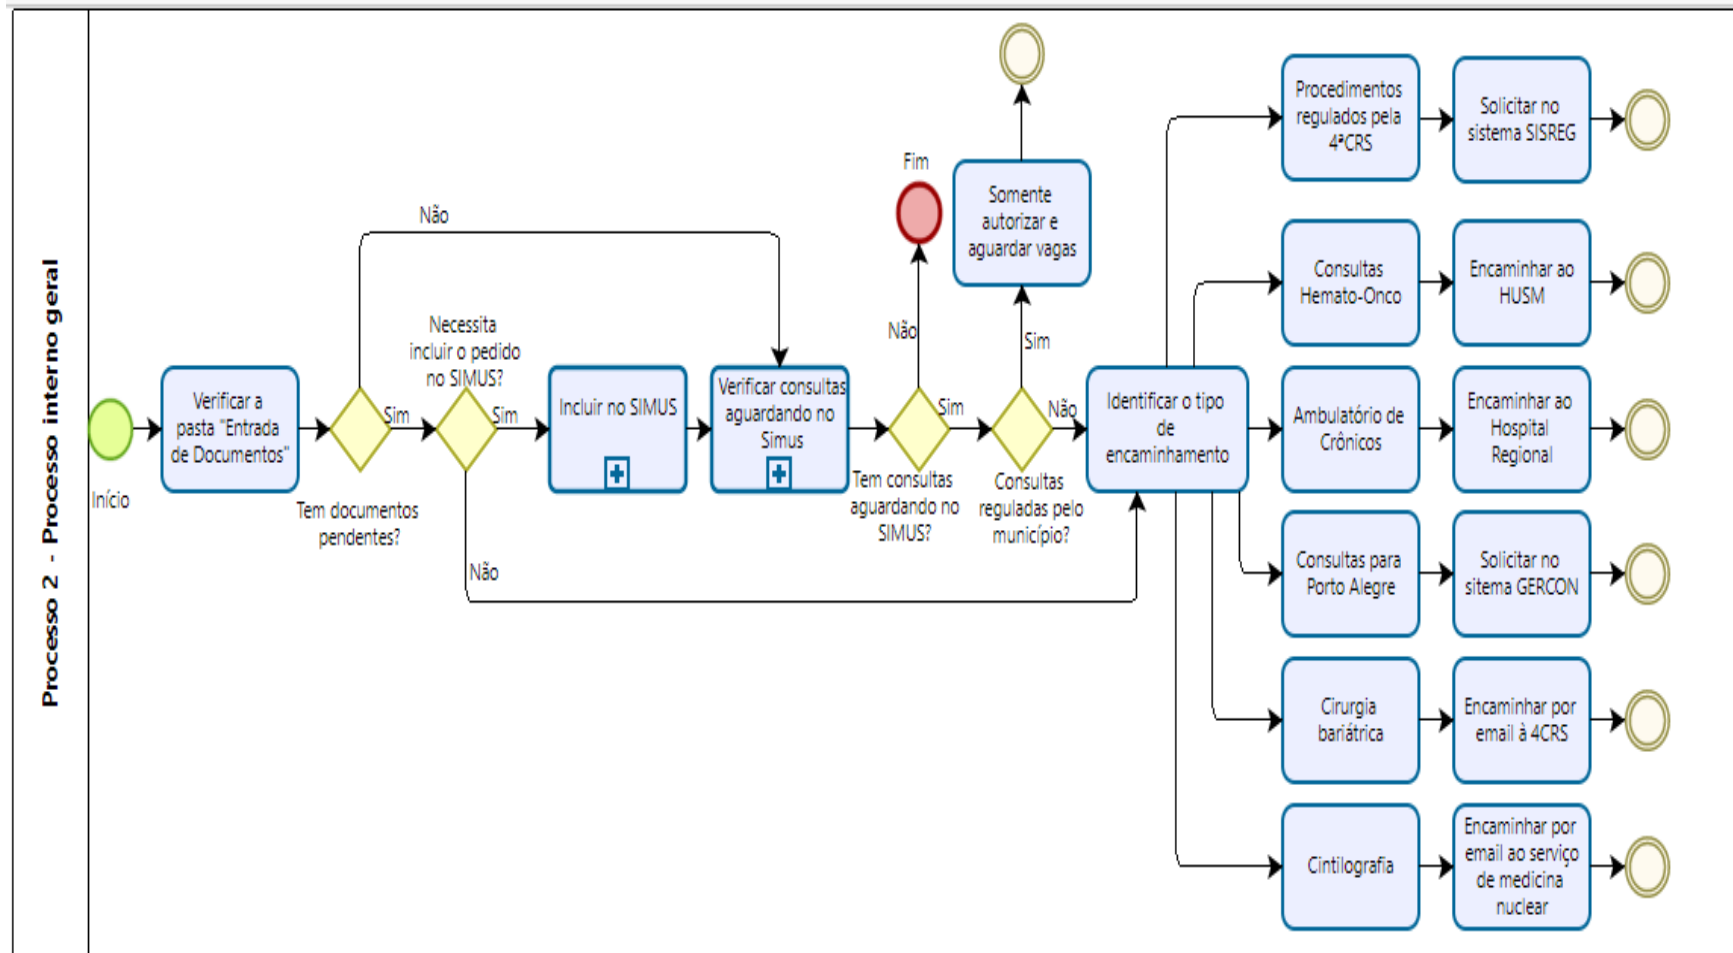 Processo 2 - Processo interno geral
Início
Verificar a
pasta "Entrada
de Documentos"
Tem documentos
pendentes?
Não
Sim
Necessita
incluir o pedido
no SIMUS?
Sim
Não
Incluir no SIMUS
Verificar consultas
aguardando no
Simus
Tem consultas
aguardando no
SIMUS?
Não
Fim
Sim
Consultas
reguladas pelo
município?
Sim
Somente
autorizar e
aguardar vagas
Não
Identificar o tipo
de
encaminhamento
Procedimentos
regulados pela
4ªCRS
Solicitar no
sistema SISREG
Consultas
Hemato-Onco
Encaminhar ao
HUSM
Ambulatório de
Crônicos
Encaminhar ao
Hospital
Regional
Consultas para
Porto Alegre
Solicitar no
sitema GERCON
Cirurgia
bariátrica
Encaminhar por
email à 4CRS
Cintilografia
Encaminhar por
email ao serviço
de medicina
nuclear